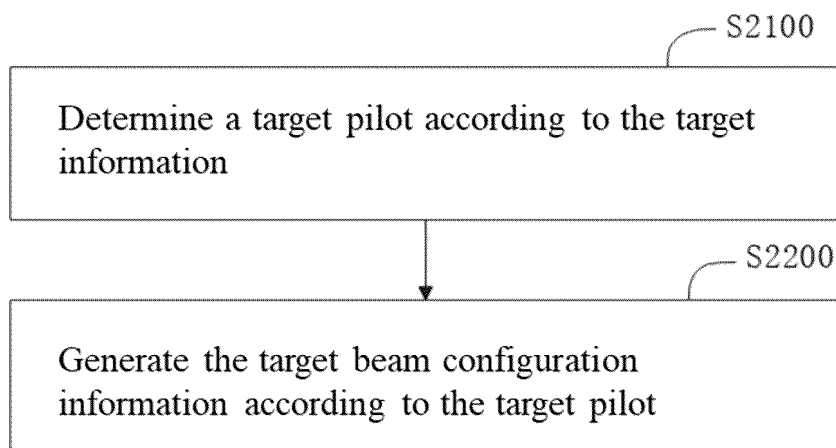 S2100
Determine a target pilot according to the target
information
S2200
Generate the target beam configuration
information according to the target pilot